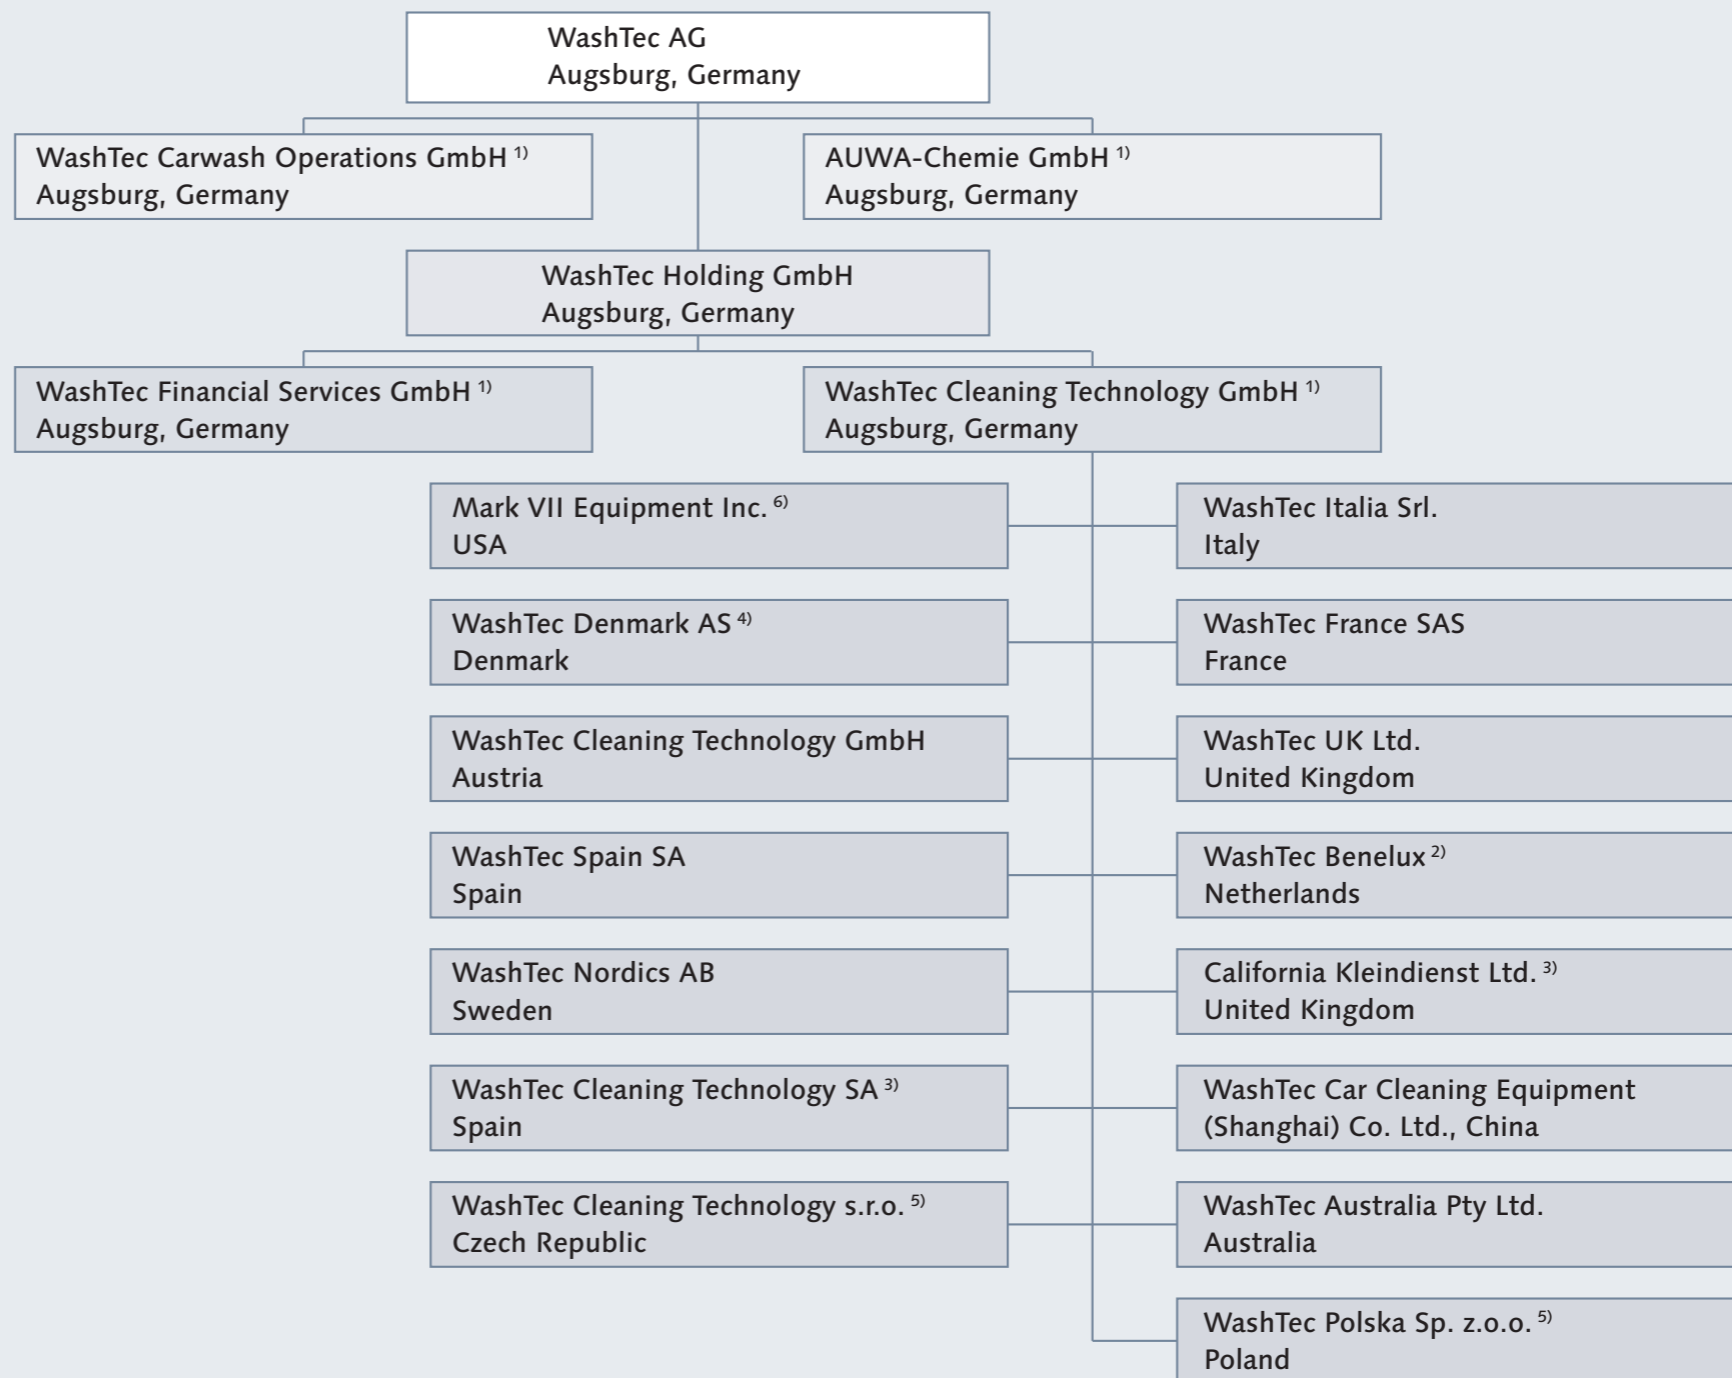 WashTec AG
Augsburg, Germany
WashTec Carwash Operations GmbH 1)
Augsburg, Germany
AUWA-Chemie GmbH 1)
Augsburg, Germany
WashTec Holding GmbH
Augsburg, Germany
WashTec Financial Services GmbH 1)
Augsburg, Germany
WashTec Cleaning Technology GmbH 1)
Augsburg, Germany
Mark VII Equipment Inc. 6)
USA
WashTec Italia Srl.
Italy
WashTec Denmark AS 4)
Denmark
WashTec France SAS
France
WashTec Cleaning Technology GmbH
Austria
WashTec UK Ltd.
United Kingdom
WashTec Spain SA
Spain
WashTec Benelux 2)
Netherlands
WashTec Nordics AB
Sweden
California Kleindienst Ltd. 3)
United Kingdom
WashTec Cleaning Technology SA 3)
Spain
WashTec Car Cleaning Equipment
(Shanghai) Co. Ltd., China
WashTec Cleaning Technology s.r.o. 5)
Czech Republic
WashTec Australia Pty Ltd.
Australia
WashTec Polska Sp. z.o.o. 5)
Poland